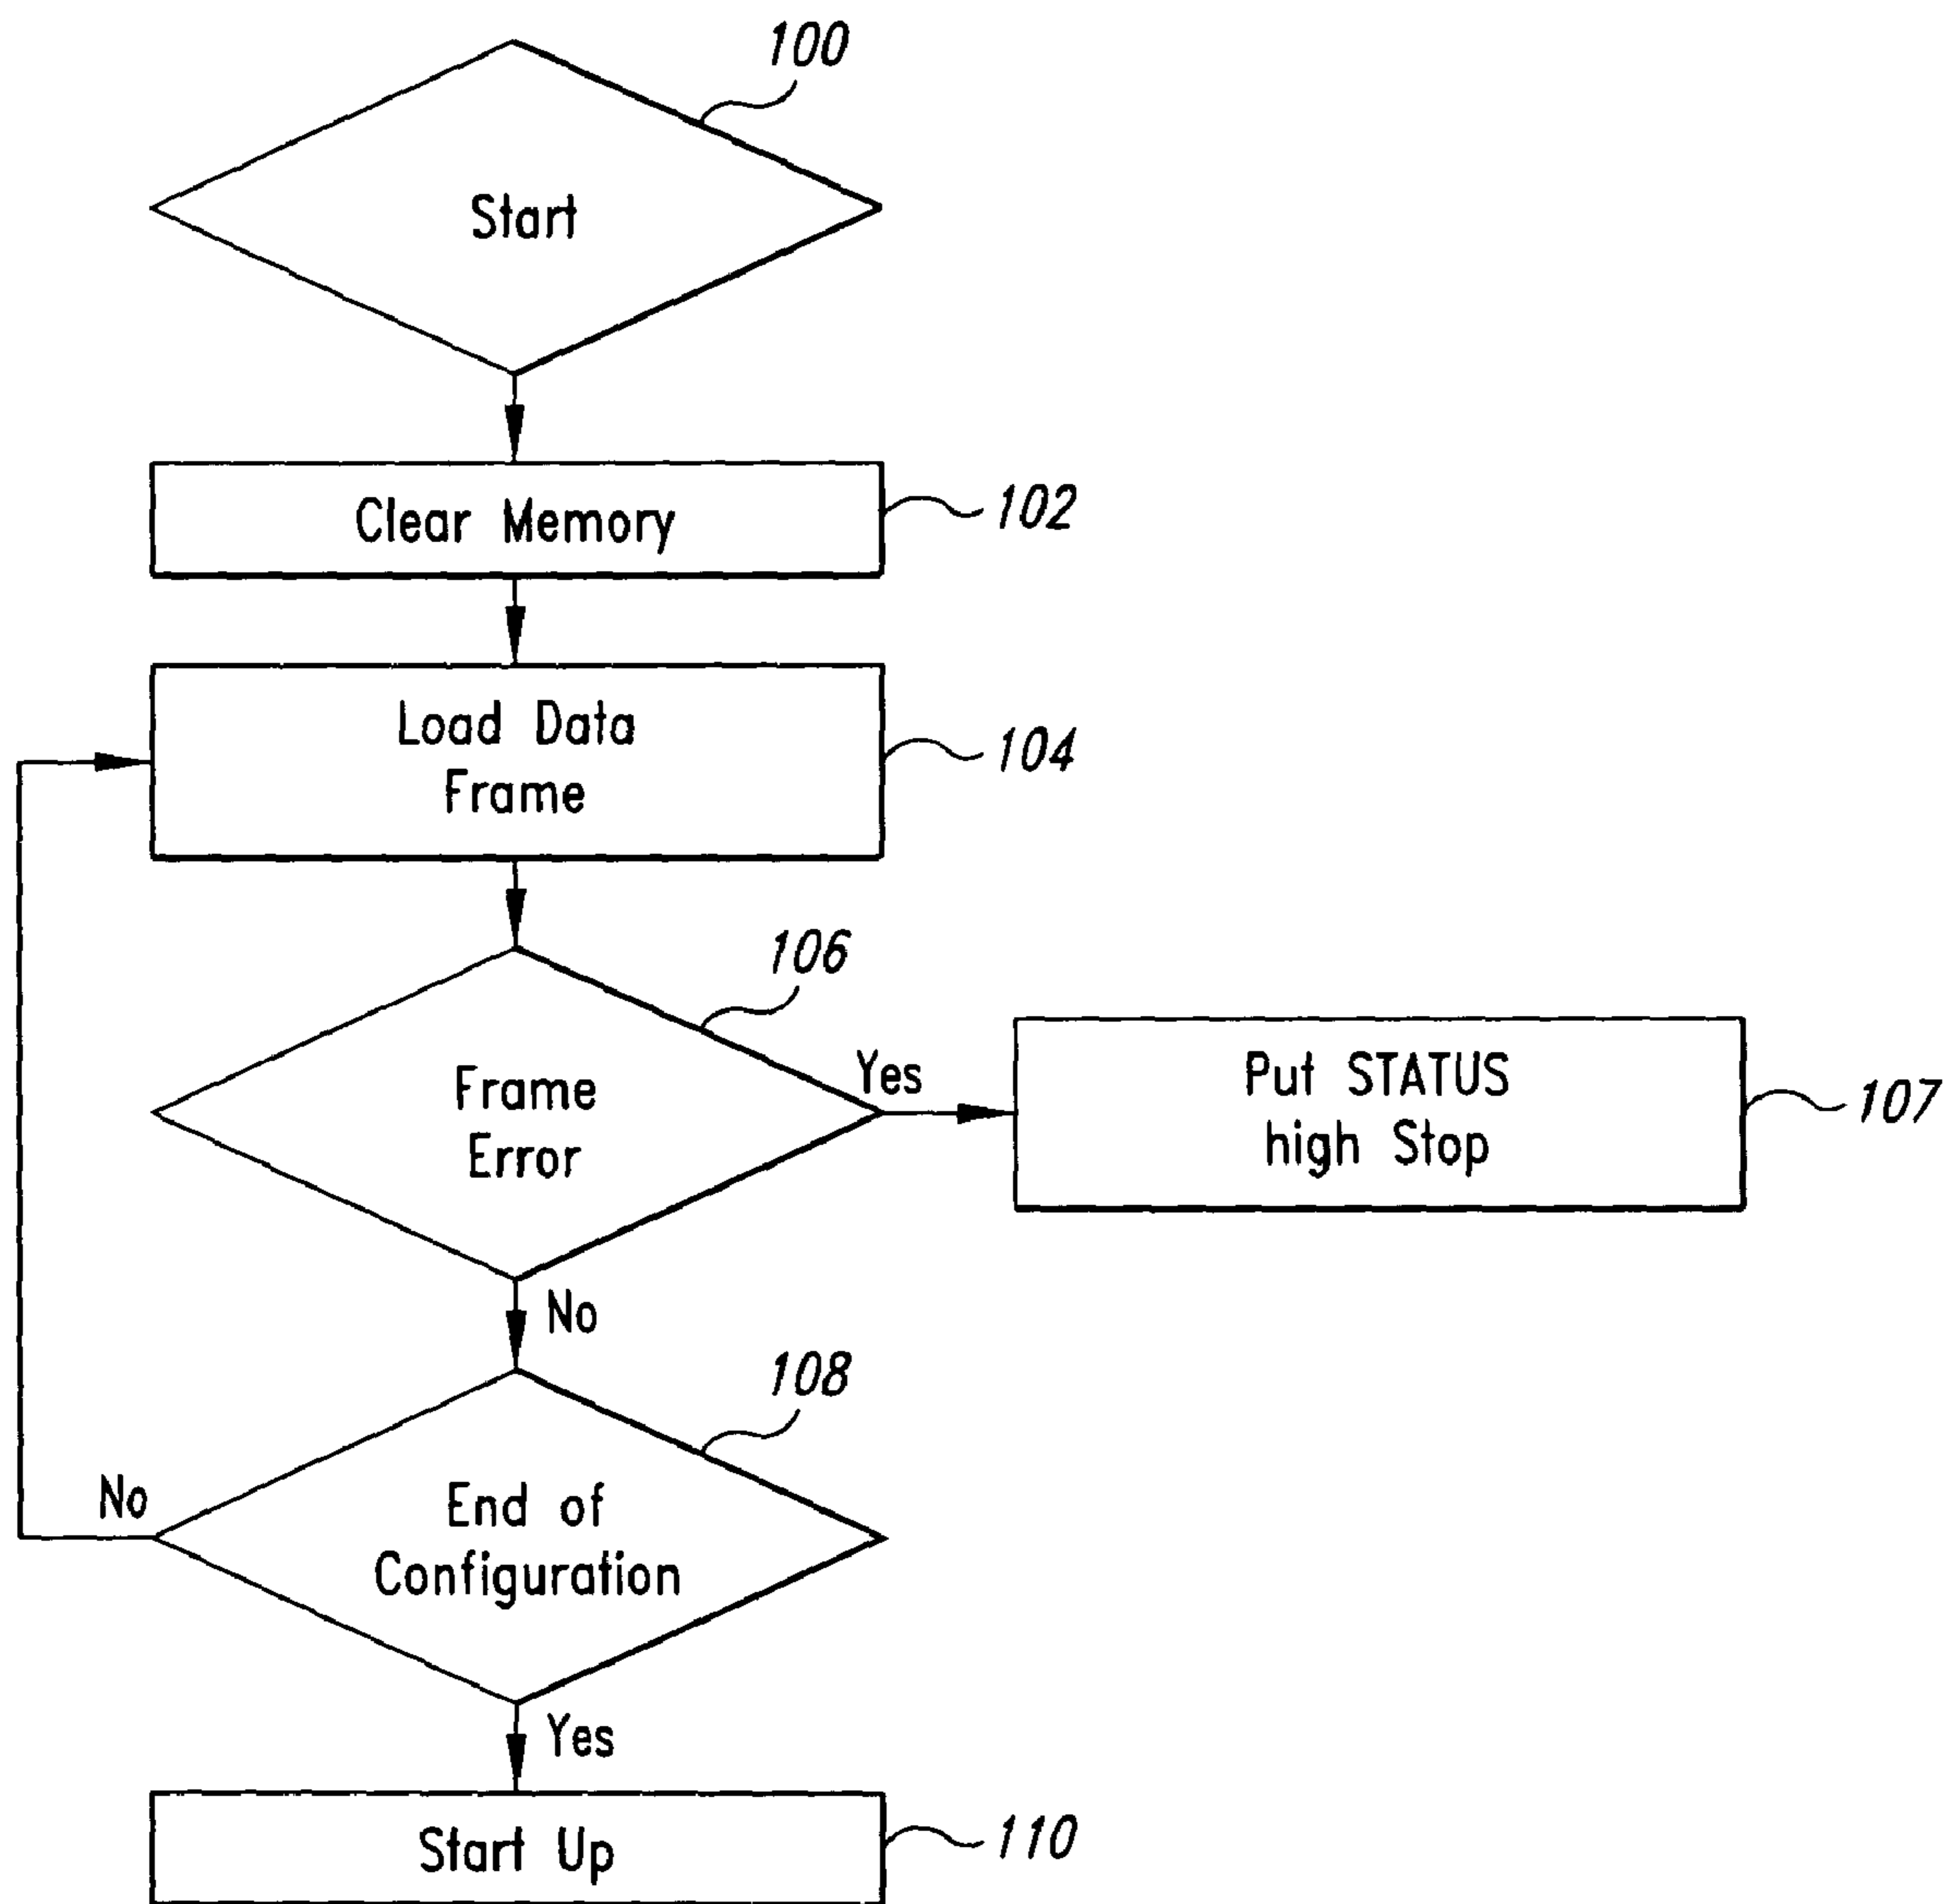 100
Start
Clear Memory
102
Load Data
Frame
104
106
Frame
Error
Yes
Put STATUS
high Stop
107
No
108
End of
Configuration
No
Yes
Start Up
110